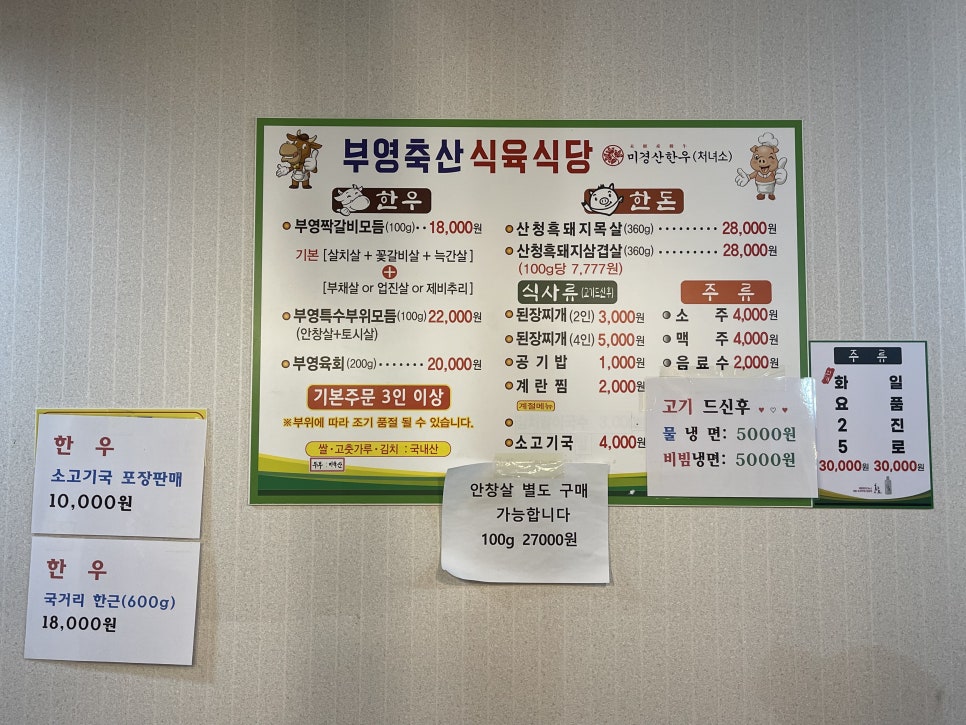 부영축산 식육식당 미경산한우(처녀소)
한우
부영짝갈비모듬(100g)·· 18,000원
기본 [살치살 + 꽃갈비살 + 늑간살]
+
[부채살 or 업진살 or 제비추리]
부영특수부위모듬(100g) 22,000원
(안창살+토시살)
부영육회(200g)······· 20,000원
기본주문 3인 이상
※부위에 따라 조기 품절 될 수 있습니다.
쌀·고춧가루·김치 : 국내산
한돈
산청흑돼지목살(360g)········ 28,000원
산청흑돼지삼겹살(360g)········ 28,000원
(100g당 7,777원)
식사류(고기드신후)
된장찌개(2인) 3,000원
된장찌개(4인) 5,000원
공기밥 1,000원
계란찜 2,000원
계절메뉴
소고기국 4,000원
주류
소주 4,000원
맥주 4,000원
음료수 2,000원
고기 드신후 ♥ ♡ ♥
물 냉면: 5000원
비빔냉면: 5000원
안창살 별도 구매
가능합니다
100g 27000원
주류
화요25 30,000원
일품진로 30,000원
한우
소고기국 포장판매
10,000원
한우
국거리 한근(600g)
18,000원